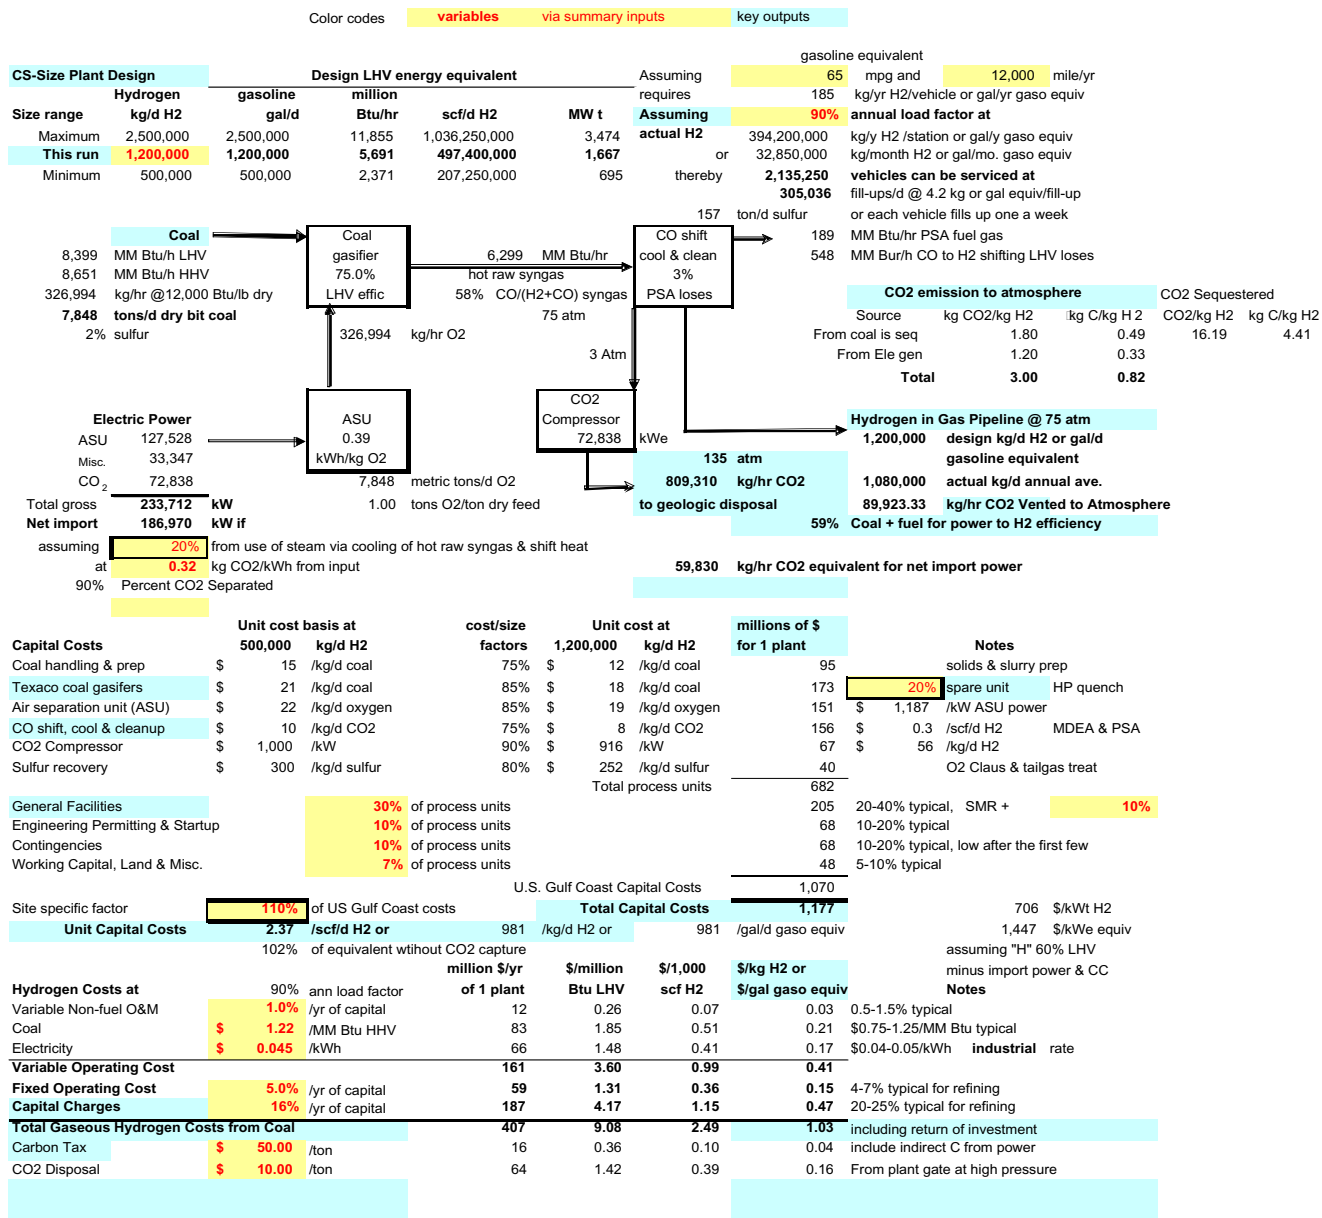 Color codes variables via summary inputs key outputs
gasoline equivalent
CS-Size Plant Design Design LHV energy equivalent Assuming 65 mpg and 12,000 mile/yr
Hydrogen gasoline million requires 185 kg/yr H2/vehicle or gal/yr gaso equiv
Size range kg/d H2 gal/d Btu/hr scf/d H2 MW t Assuming 90% annual load factor at
Maximum 2,500,000 2,500,000 11,855 1,036,250,000 3,474 actual H2 394,200,000 kg/y H2 /station or gal/y gaso equiv
This run 1,200,000 1,200,000 5,691 497,400,000 1,667 or 32,850,000 kg/month H2 or gal/mo. gaso equiv
Minimum 500,000 500,000 2,371 207,250,000 695 thereby 2,135,250 vehicles can be serviced at
305,036 fill-ups/d @ 4.2 kg or gal equiv/fill-up
157 ton/d sulfur or each vehicle fills up one a week
Coal Coal CO shift 189 MM Btu/hr PSA fuel gas
8,399 MM Btu/h LHV gasifier 6,299 MM Btu/hr cool & clean 548 MM Bur/h CO to H2 shifting LHV loses
8,651 MM Btu/h HHV 75.0% hot raw syngas 3%
326,994 kg/hr @12,000 Btu/lb dry LHV effic 58% CO/(H2+CO) syngas PSA loses CO2 emission to atmosphere CO2 Sequestered
7,848 tons/d dry bit coal 75 atm Source kg CO2/kg H2 kg C/kg H 2 CO2/kg H2 kg C/kg H2
2% sulfur 326,994 kg/hr O2 From coal is seq 1.80 0.49 16.19 4.41
3 Atm From Ele gen 1.20 0.33
Total 3.00 0.82
CO2
Electric Power ASU Compressor Hydrogen in Gas Pipeline @ 75 atm
ASU 127,528 0.39 72,838 kWe 1,200,000 design kg/d H2 or gal/d
Misc. 33,347 kWh/kg O2 135 atm gasoline equivalent
CO2 72,838 7,848 metric tons/d O2 809,310 kg/hr CO2 1,080,000 actual kg/d annual ave.
Total gross 233,712 kW 1.00 tons O2/ton dry feed to geologic disposal 89,923.33 kg/hr CO2 Vented to Atmosphere
Net import 186,970 kW if 59% Coal + fuel for power to H2 efficiency
assuming 20% from use of steam via cooling of hot raw syngas & shift heat
at 0.32 kg CO2/kWh from input 59,830 kg/hr CO2 equivalent for net import power
90% Percent CO2 Separated
Unit cost basis at cost/size Unit cost at millions of $
Capital Costs 500,000 kg/d H2 factors 1,200,000 kg/d H2 for 1 plant Notes
Coal handling & prep $ 15 /kg/d coal 75% $ 12 /kg/d coal 95 solids & slurry prep
Texaco coal gasifers $ 21 /kg/d coal 85% $ 18 /kg/d coal 173 20% spare unit HP quench
Air separation unit (ASU) $ 22 /kg/d oxygen 85% $ 19 /kg/d oxygen 151 $ 1,187 /kW ASU power
CO shift, cool & cleanup $ 10 /kg/d CO2 75% $ 8 /kg/d CO2 156 $ 0.3 /scf/d H2 MDEA & PSA
CO2 Compressor $ 1,000 /kW 90% $ 916 /kW 67 $ 56 /kg/d H2
Sulfur recovery $ 300 /kg/d sulfur 80% $ 252 /kg/d sulfur 40 O2 Claus & tailgas treat
Total process units 682
General Facilities 30% of process units 205 20-40% typical, SMR + 10%
Engineering Permitting & Startup 10% of process units 68 10-20% typical
Contingencies 10% of process units 68 10-20% typical, low after the first few
Working Capital, Land & Misc. 7% of process units 48 5-10% typical
U.S. Gulf Coast Capital Costs 1,070
Site specific factor 110% of US Gulf Coast costs Total Capital Costs 1,177 706 $/kWt H2
Unit Capital Costs 2.37 /scf/d H2 or 981 /kg/d H2 or 981 /gal/d gaso equiv 1,447 $/kWe equiv
102% of equivalent wtihout CO2 capture assuming "H" 60% LHV
million $/yr $/million $/1,000 $/kg H2 or minus import power & CC
Hydrogen Costs at 90% ann load factor of 1 plant Btu LHV scf H2 $/gal gaso equiv Notes
Variable Non-fuel O&M 1.0% /yr of capital 12 0.26 0.07 0.03 0.5-1.5% typical
Coal $ 1.22 /MM Btu HHV 83 1.85 0.51 0.21 $0.75-1.25/MM Btu typical
Electricity $ 0.045 /kWh 66 1.48 0.41 0.17 $0.04-0.05/kWh industrial rate
Variable Operating Cost 161 3.60 0.99 0.41
Fixed Operating Cost 5.0% /yr of capital 59 1.31 0.36 0.15 4-7% typical for refining
Capital Charges 16% /yr of capital 187 4.17 1.15 0.47 20-25% typical for refining
Total Gaseous Hydrogen Costs from Coal 407 9.08 2.49 1.03 including return of investment
Carbon Tax $ 50.00 /ton 16 0.36 0.10 0.04 include indirect C from power
CO2 Disposal $ 10.00 /ton 64 1.42 0.39 0.16 From plant gate at high pressure